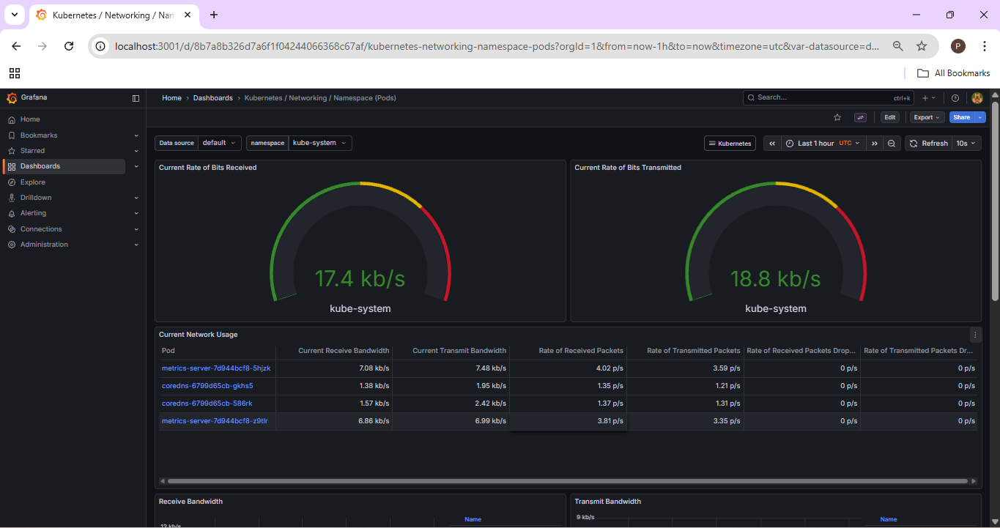 Kubernetes / Networking / Nam
localhost:3001/d/8b7a8b326d7a6f1f04244066368c67af/kubernetes-networking-namespace-pods?orgId=1&from=now-1h&to=now&timezone=utc&var-datasource=d...
P
All Bookmarks
Grafana
Home › Dashboards › Kubernetes / Networking / Namespace (Pods)
Search...
ctrl+k
Home
Bookmarks
Starred
Dashboards
Explore
Drilldown
Alerting
Connections
Administration
Edit
Export
Share
Data source default
namespace kube-system
Kubernetes
Last 1 hour UTC
Refresh 10s
Current Rate of Bits Received
17.4 kb/s
kube-system
Current Rate of Bits Transmitted
18.8 kb/s
kube-system
Current Network Usage
Pod Current Receive Bandwidth Current Transmit Bandwidth Rate of Received Packets Rate of Transmitted Packets Rate of Received Packets Drop... Rate of Transmitted Packets Dr...
metrics-server-7d944bcf8-5hjzk 7.08 kb/s 7.48 kb/s 4.02 p/s 3.59 p/s 0 p/s 0 p/s
coredns-6799d65cb-gkhs5 1.38 kb/s 1.95 kb/s 1.35 p/s 1.21 p/s 0 p/s 0 p/s
coredns-6799d65cb-586rk 1.57 kb/s 2.42 kb/s 1.37 p/s 1.31 p/s 0 p/s 0 p/s
metrics-server-7d944bcf8-z9tlr 6.86 kb/s 6.99 kb/s 3.81 p/s 3.35 p/s 0 p/s 0 p/s
Receive Bandwidth
12 kb/s
Name
Transmit Bandwidth
9 kb/s
Name